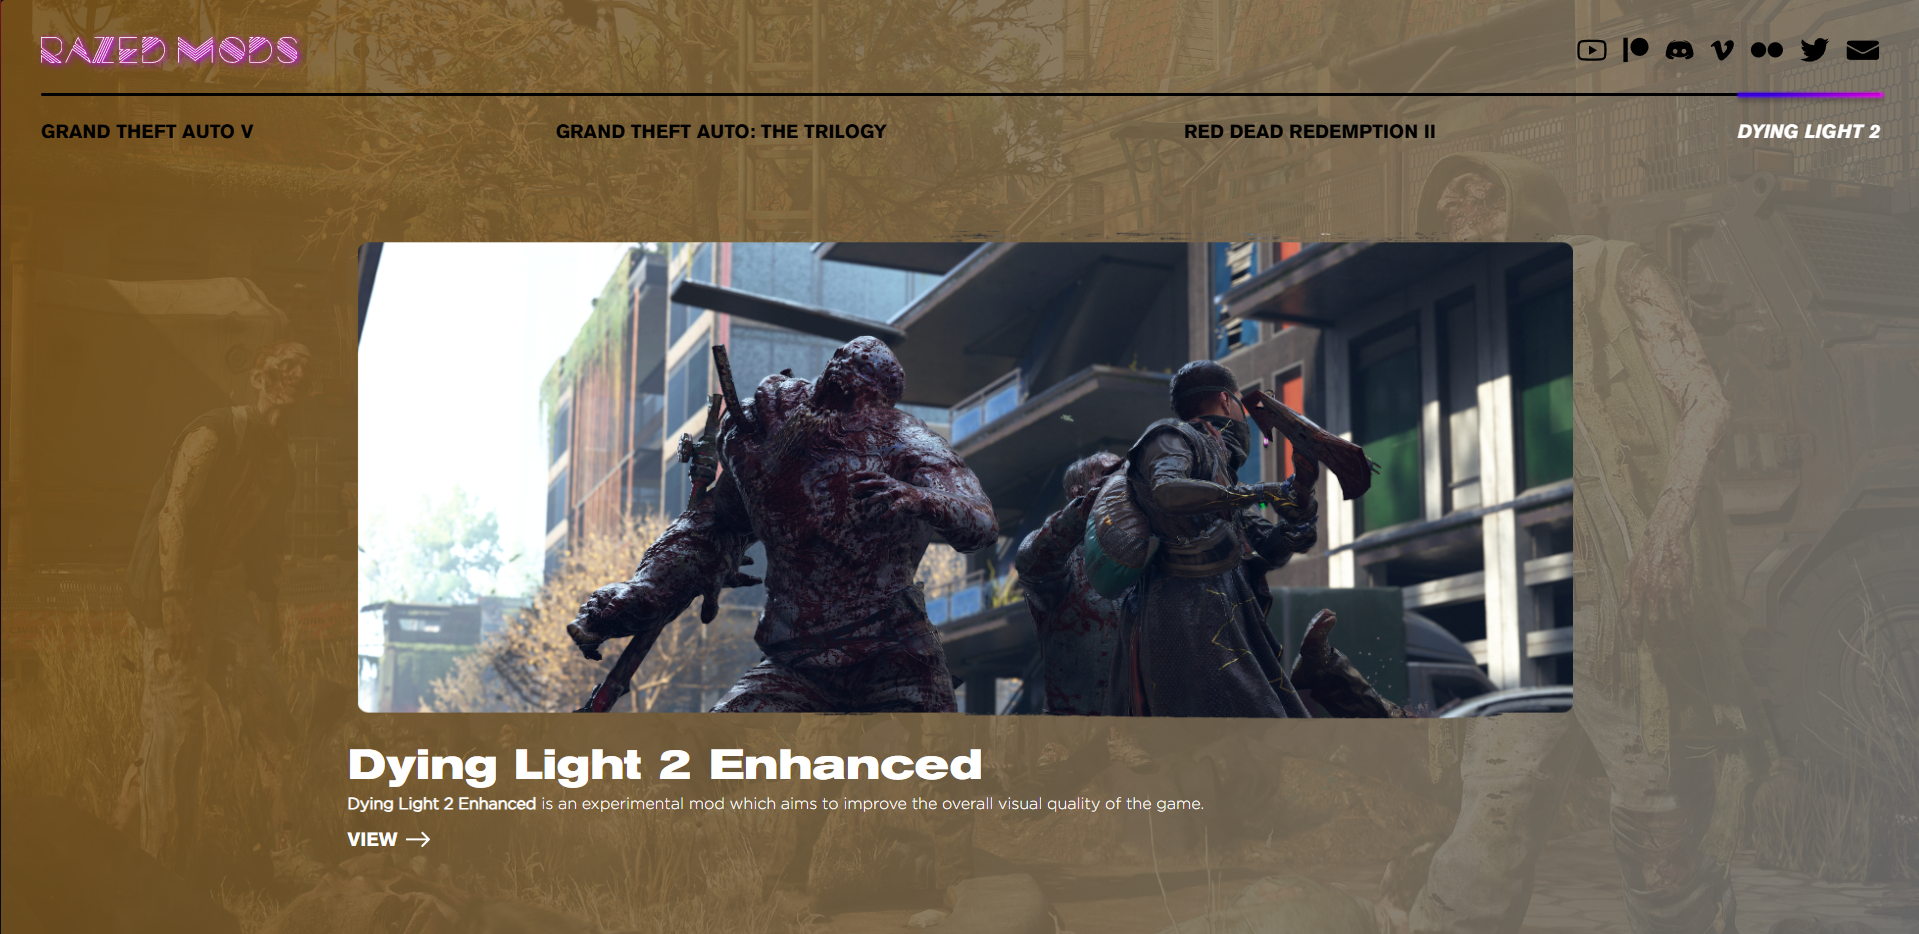 RAZED MODS
GRAND THEFT AUTO V
GRAND THEFT AUTO: THE TRILOGY
RED DEAD REDEMPTION II
DYING LIGHT 2
Dying Light 2 Enhanced
Dying Light 2 Enhanced is an experimental mod which aims to improve the overall visual quality of the game.
VIEW →